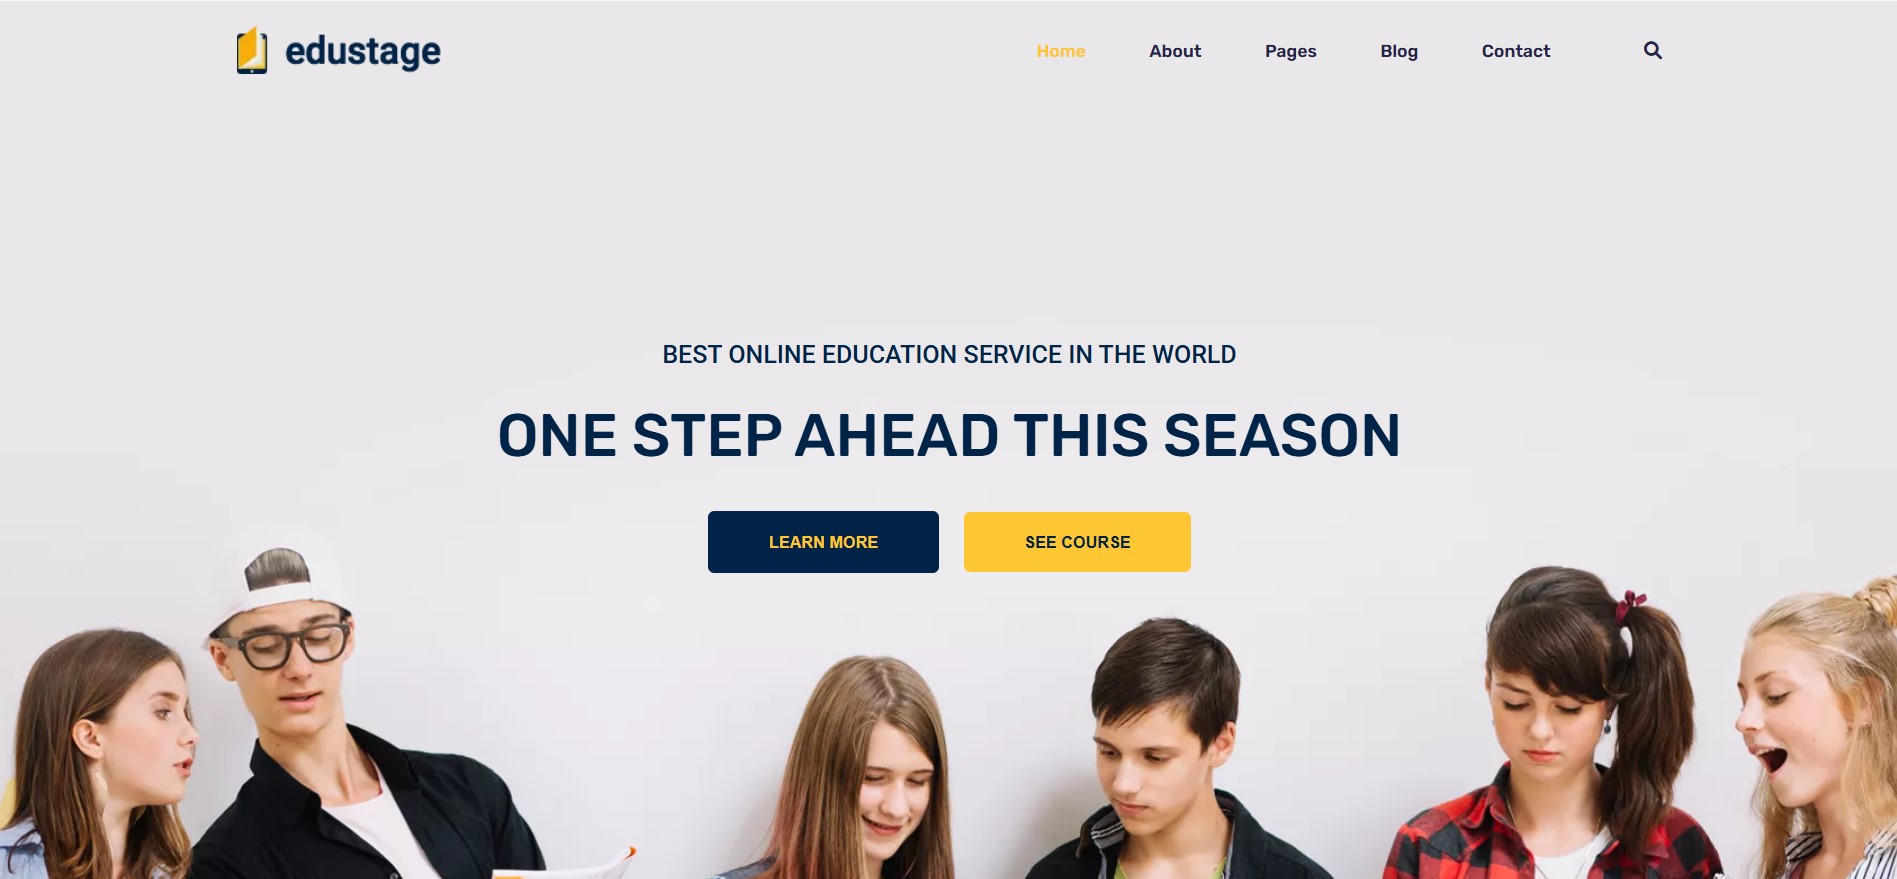 edustage
Home About Pages Blog Contact
BEST ONLINE EDUCATION SERVICE IN THE WORLD
ONE STEP AHEAD THIS SEASON
LEARN MORE SEE COURSE